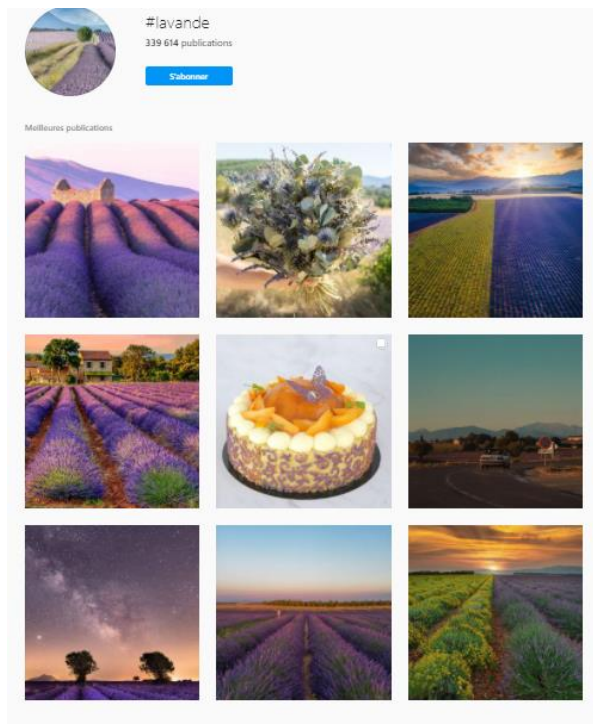 #lavande
339 614 publications
S'abonner
Meilleures publications